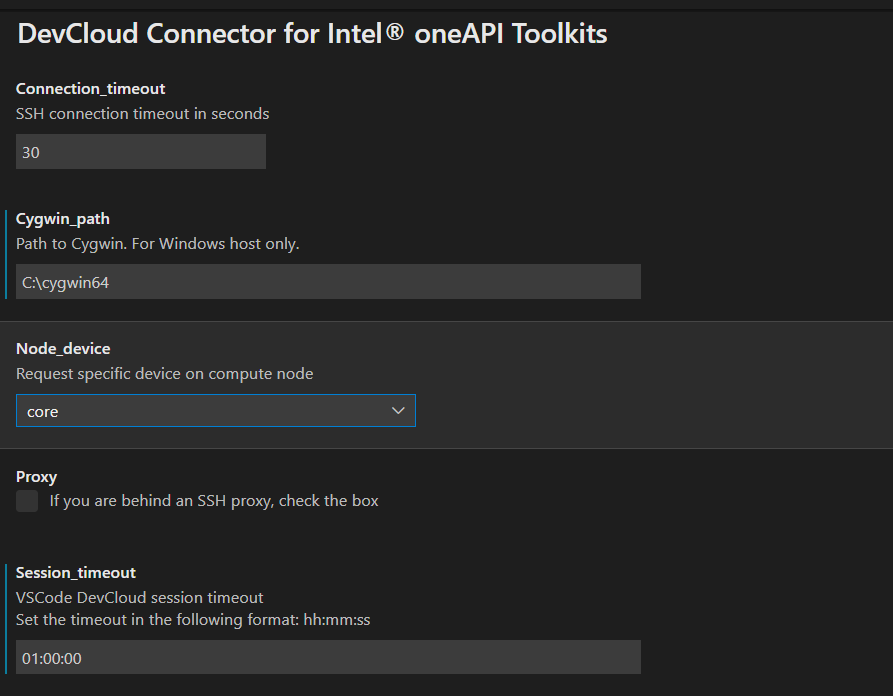 DevCloud Connector for Intel® oneAPI Toolkits
Connection_timeout
SSH connection timeout in seconds
30
Cygwin_path
Path to Cygwin. For Windows host only.
C:\cygwin64
Node_device
Request specific device on compute node
core
Proxy
If you are behind an SSH proxy, check the box
Session_timeout
VSCode DevCloud session timeout
Set the timeout in the following format: hh:mm:ss
01:00:00